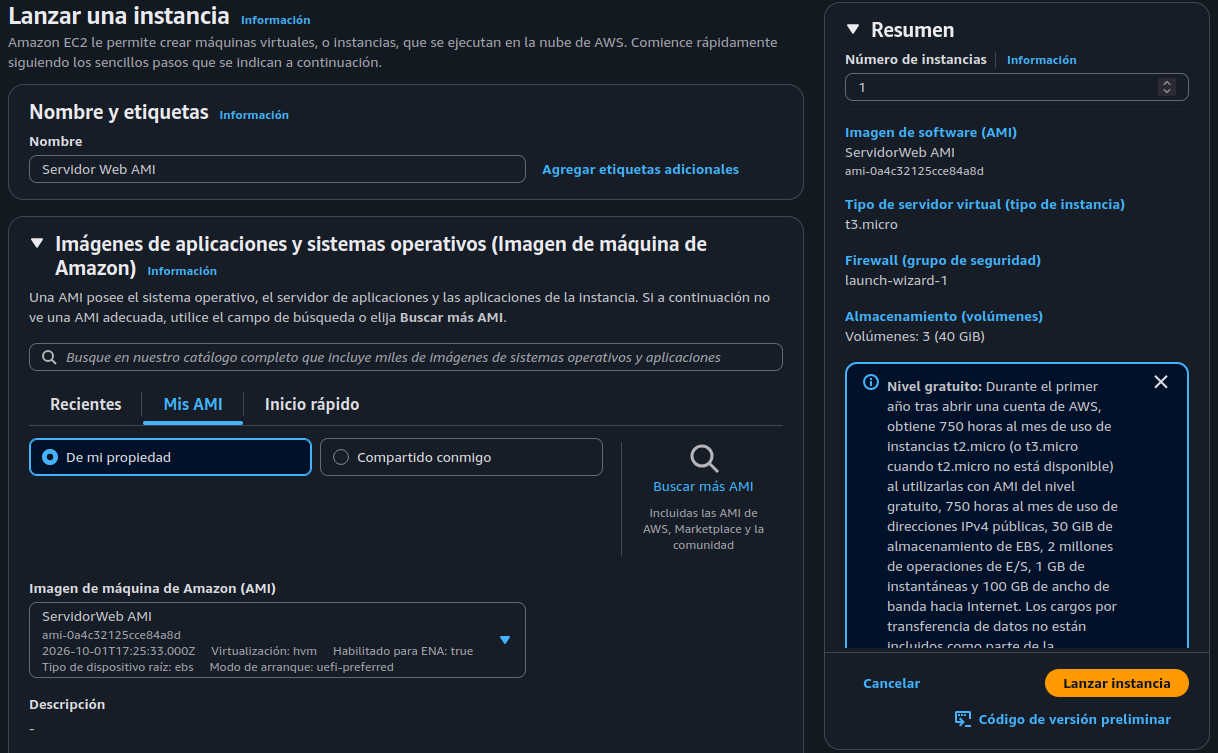 Lanzar una instancia Información
Amazon EC2 le permite crear máquinas virtuales, o instancias, que se ejecutan en la nube de AWS. Comience rápidamente
siguiendo los sencillos pasos que se indican a continuación.
Nombre y etiquetas Información
Nombre
Servidor Web AMI
Agregar etiquetas adicionales
Imágenes de aplicaciones y sistemas operativos (Imagen de máquina de
Amazon) Información
Una AMI posee el sistema operativo, el servidor de aplicaciones y las aplicaciones de la instancia. Si a continuación no
ve una AMI adecuada, utilice el campo de búsqueda o elija Buscar más AMI.
Busque en nuestro catálogo completo que incluye miles de imágenes de sistemas operativos y aplicaciones
Recientes Mis AMI Inicio rápido
De mi propiedad
Compartido conmigo
Buscar más AMI
Incluidas las AMI de
AWS, Marketplace y la
comunidad
Imagen de máquina de Amazon (AMI)
ServidorWeb AMI
ami-0a4c32125cce84a8d
2026-10-01T17:25:33.000Z Virtualización: hvm Habilitado para ENA: true
Tipo de dispositivo raíz: ebs Modo de arranque: uefi-preferred
Descripción
-
Resumen
Número de instancias Información
1
Imagen de software (AMI)
ServidorWeb AMI
ami-0a4c32125cce84a8d
Tipo de servidor virtual (tipo de instancia)
t3.micro
Firewall (grupo de seguridad)
launch-wizard-1
Almacenamiento (volúmenes)
Volúmenes: 3 (40 GiB)
Nivel gratuito: Durante el primer
año tras abrir una cuenta de AWS,
obtiene 750 horas al mes de uso de
instancias t2.micro (o t3.micro
cuando t2.micro no está disponible)
al utilizarlas con AMI del nivel
gratuito, 750 horas al mes de uso de
direcciones IPv4 públicas, 30 GiB de
almacenamiento de EBS, 2 millones
de operaciones de E/S, 1 GB de
instantáneas y 100 GB de ancho de
banda hacia Internet. Los cargos por
transferencia de datos no están
incluidos como parte de la
Cancelar
Lanzar instancia
Código de versión preliminar